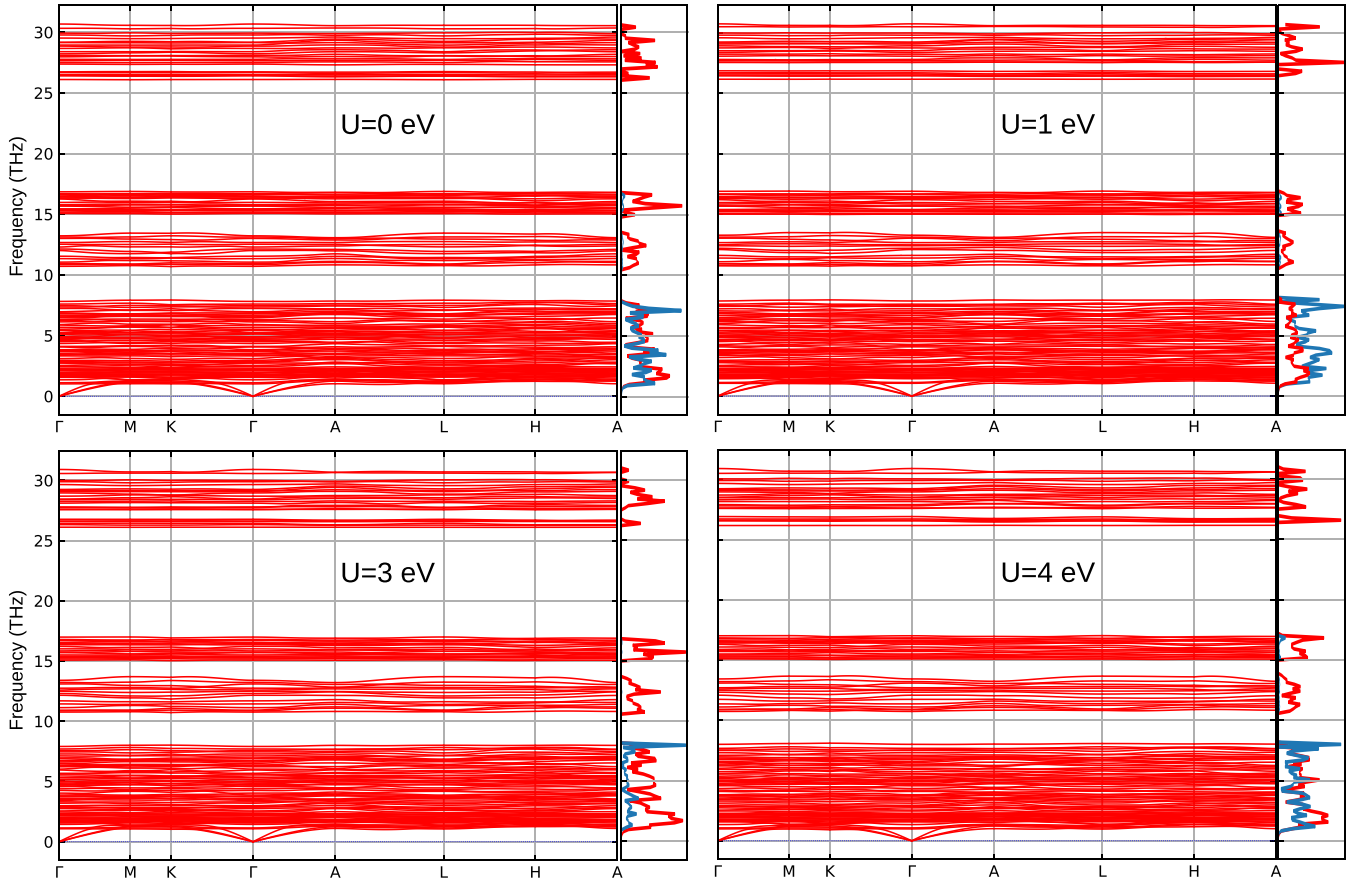 30
25
20
15
10
5
0
Frequency (THz)
U=0 eV
Γ M K Γ A L H A
U=1 eV
Γ M K Γ A L H A
30
25
20
15
10
5
0
Frequency (THz)
U=3 eV
Γ M K Γ A L H A
U=4 eV
Γ M K Γ A L H A